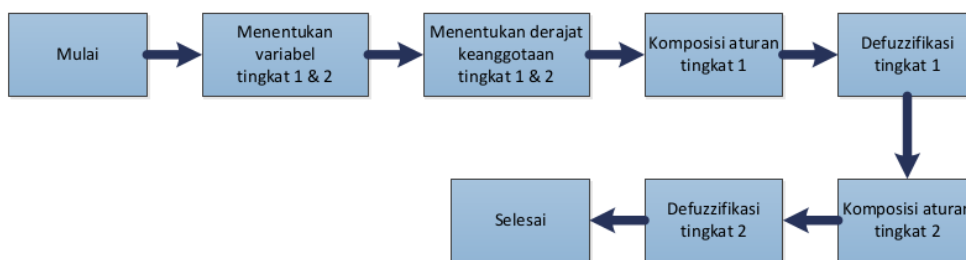 Mulai
Menentukan
variabel
tingkat 1 & 2
Menentukan derajat
keanggotaan
tingkat 1 & 2
Komposisi aturan
tingkat 1
Defuzzifikasi
tingkat 1
Komposisi aturan
tingkat 2
Defuzzifikasi
tingkat 2
Selesai